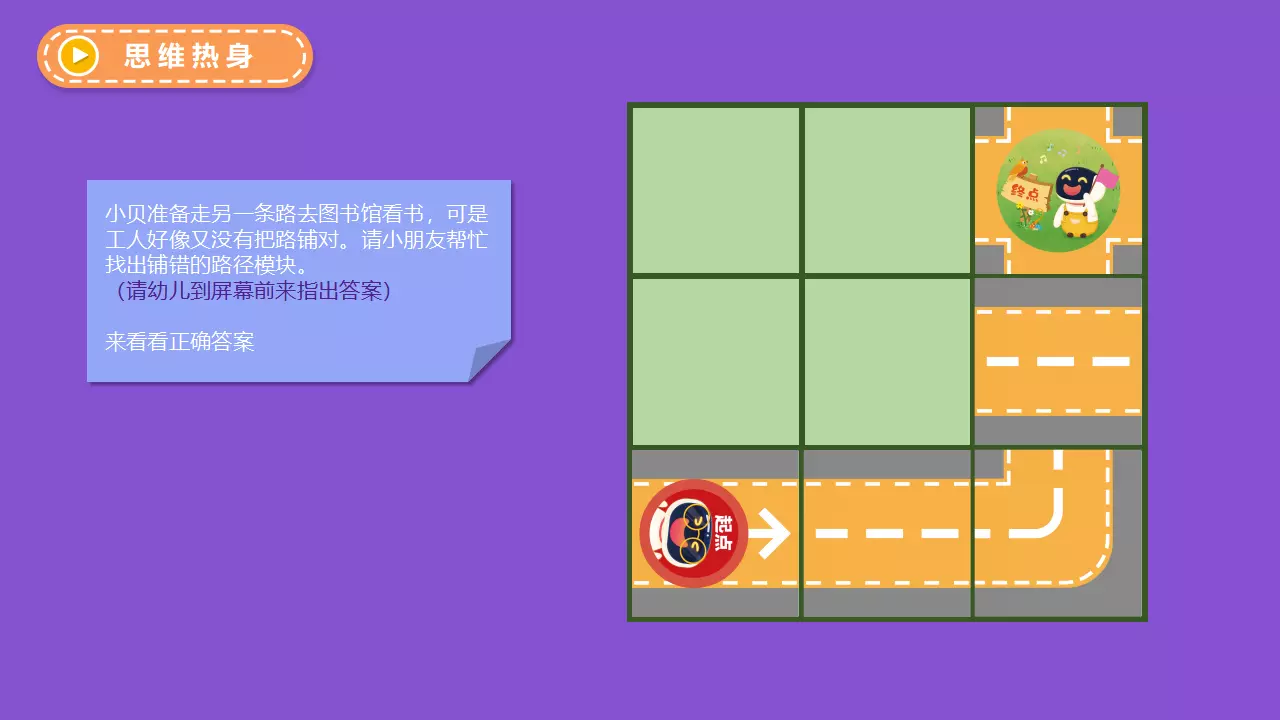 思维热身
小贝准备走另一条路去图书馆看书，可是
工人好像又没有把路铺对。请小朋友帮忙
找出铺错的路径模块。
（请幼儿到屏幕前来指出答案）
来看看正确答案
终点
起点